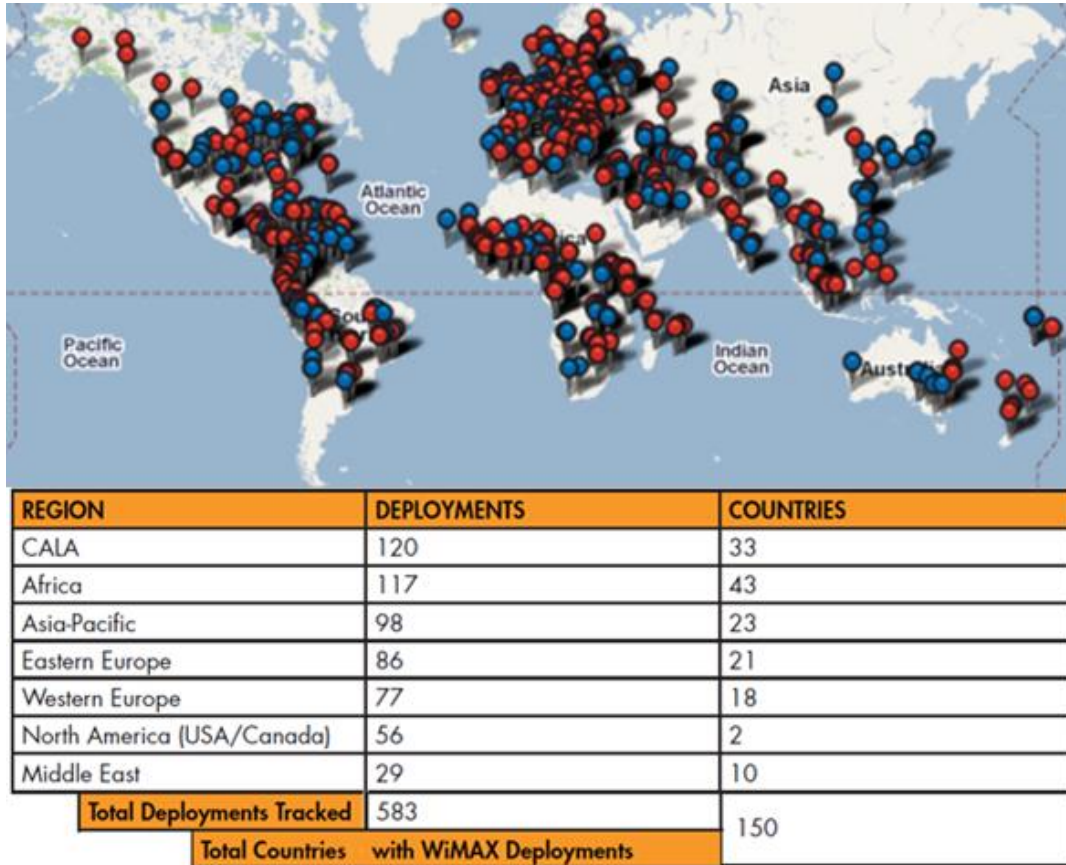 Asia
Atlantic
Ocean
Pacific
Ocean
Indian
Ocean
REGION DEPLOYMENTS COUNTRIES
CALA 120 33
Africa 117 43
Asia-Pacific 98 23
Eastern Europe 86 21
Western Europe 77 18
North America (USA/Canada) 56 2
Middle East 29 10
Total Deployments Tracked 583
150
Total Countries with WiMAX Deployments